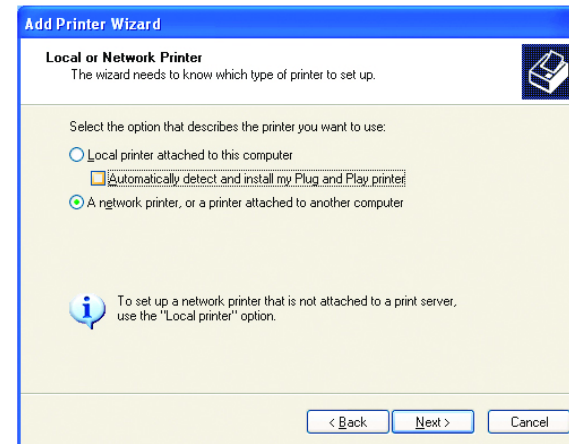 Add Printer Wizard
Local or Network Printer
The wizard needs to know which type of printer to set up.
Select the option that describes the printer you want to use:
Local printer attached to this computer
Automatically detect and install my Plug and Play printer
A network printer, or a printer attached to another computer
To set up a network printer that is not attached to a print server,
use the "Local printer" option.
< Back Next > Cancel